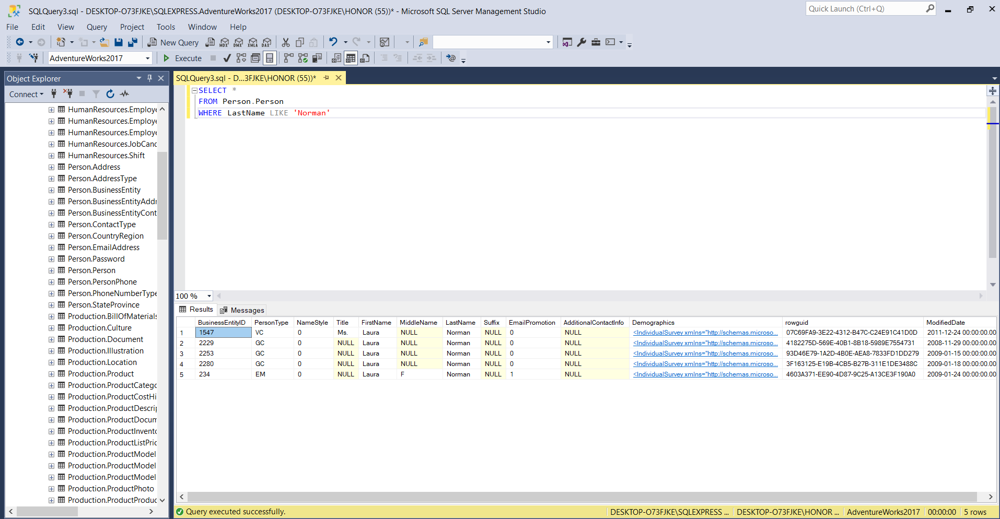 SQLQuery3.sql - DESKTOP-O73FJKE\SQLEXPRESS.AdventureWorks2017 (DESKTOP-O73FJKE\HONOR (55))* - Microsoft SQL Server Management Studio
Quick Launch (Ctrl+Q)
File Edit View Query Project Tools Window Help
New Query MDX DMX XMLA DAX
AdventureWorks2017 Execute
Object Explorer
Connect
HumanResources.Employe
HumanResources.Employe
HumanResources.Employe
HumanResources.JobCand
HumanResources.Shift
Person.Address
Person.AddressType
Person.BusinessEntity
Person.BusinessEntityAddr
Person.BusinessEntityCont
Person.ContactType
Person.CountryRegion
Person.EmailAddress
Person.Password
Person.Person
Person.PersonPhone
Person.PhoneNumberType
Person.StateProvince
Production.BillOfMaterials
Production.Culture
Production.Document
Production.Illustration
Production.Location
Production.Product
Production.ProductCatego
Production.ProductCostHi
Production.ProductDescrip
Production.ProductDocum
Production.ProductInvento
Production.ProductListPric
Production.ProductModel
Production.ProductModel
Production.ProductModel
Production.ProductPhoto
Production.ProductProduc
SQLQuery3.sql - D...3FJKE\HONOR (55))*
SELECT *
FROM Person.Person
WHERE LastName LIKE 'Norman'
100 %
Results Messages
BusinessEntityID PersonType NameStyle Title FirstName MiddleName LastName Suffix EmailPromotion AdditionalContactInfo Demographics rowguid ModifiedDate
1 1547 VC 0 Ms. Laura NULL Norman NULL 0 NULL <IndividualSurvey xmlns="http://schemas.microso... 07C69FA9-3E22-4312-B47C-C24E91C41D0D 2011-12-24 00:00:00.00
2 2229 GC 0 NULL Laura NULL Norman NULL 0 NULL <IndividualSurvey xmlns="http://schemas.microso... 4182275D-569E-40B1-8B18-5989E7554731 2008-11-29 00:00:00.00
3 2253 GC 0 NULL Laura NULL Norman NULL 0 NULL <IndividualSurvey xmlns="http://schemas.microso... 93D46E79-1A2D-4B0E-AEA8-7833FD1DD279 2009-01-15 00:00:00.00
4 2280 GC 0 NULL Laura NULL Norman NULL 0 NULL <IndividualSurvey xmlns="http://schemas.microso... 3F163125-E19B-4CB5-B27B-311E1DE3488C 2009-01-18 00:00:00.00
5 234 EM 0 NULL Laura F Norman NULL 1 NULL <IndividualSurvey xmlns="http://schemas.microso... 4603A371-EE90-4D87-9C25-A13CE3F190A0 2009-01-24 00:00:00.00
Query executed successfully. DESKTOP-O73FJKE\SQLEXPRESS ... DESKTOP-O73FJKE\HONOR ... AdventureWorks2017 00:00:00 5 rows